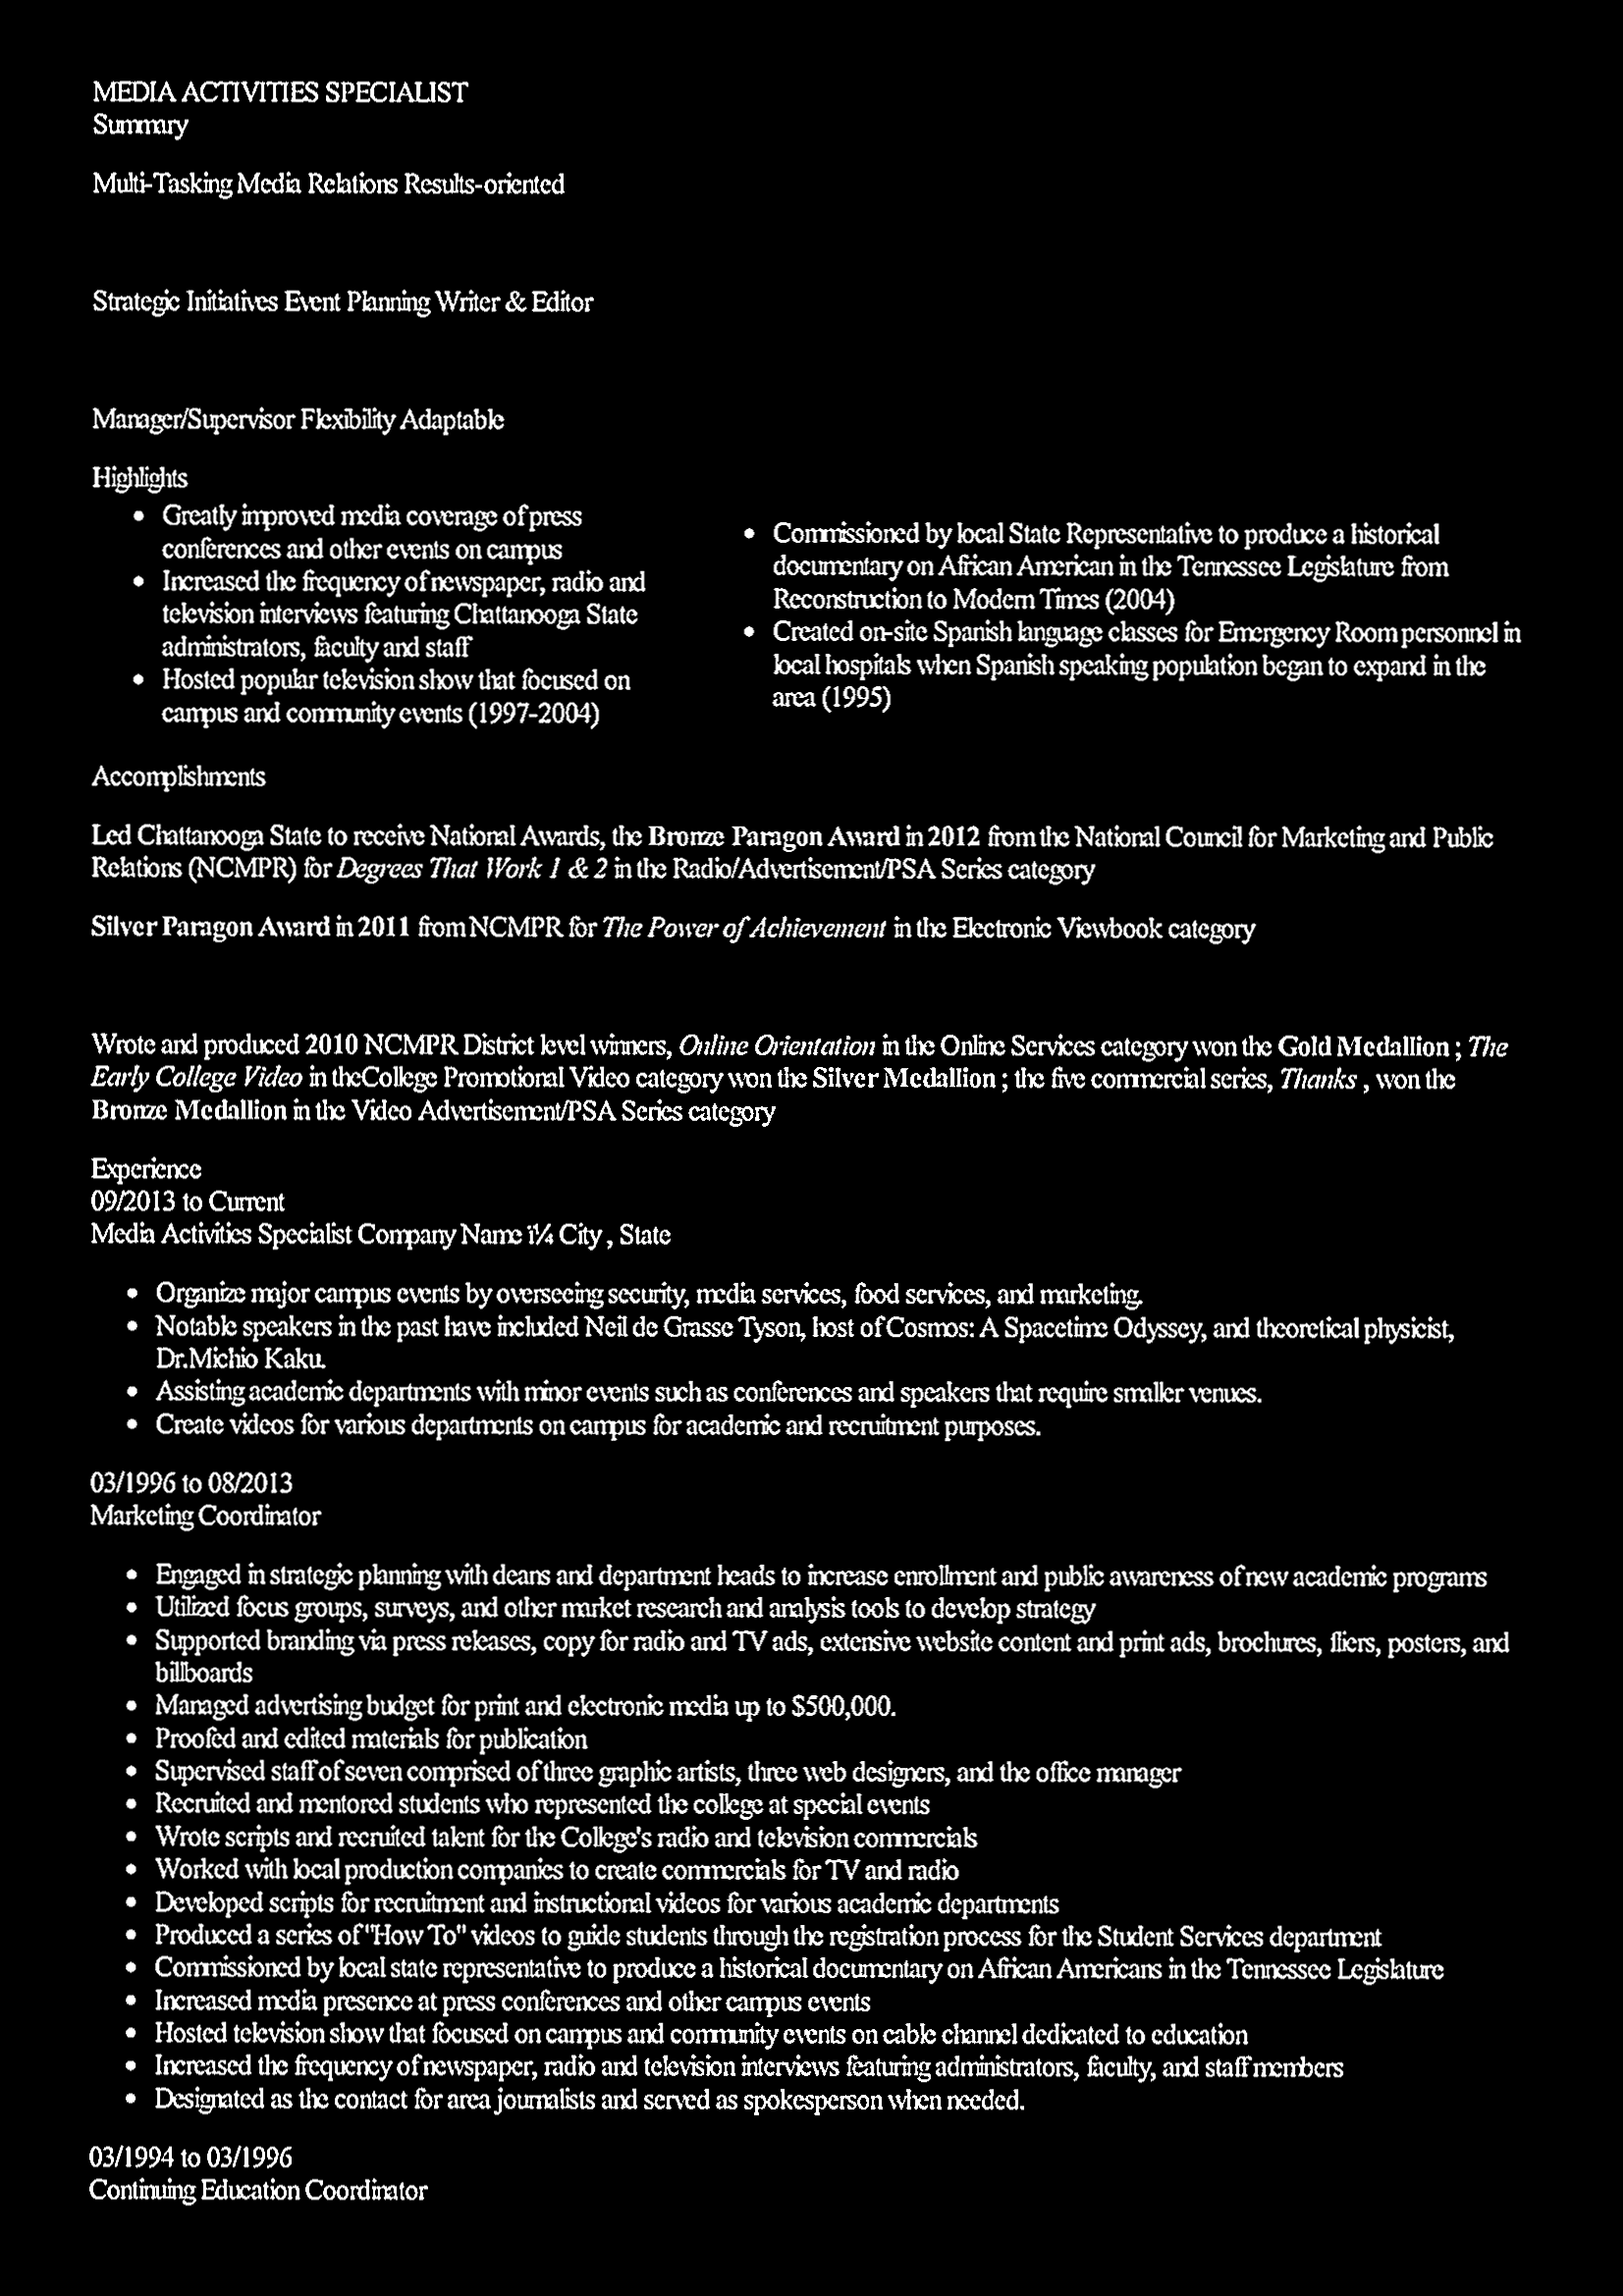 MEDIA ACTIVITIES SPECIALIST
Summary
Multi-Tasking Media Relations Results-oriented
Strategic Initiatives Event Planning Writer & Editor
Manager/Supervisor Flexibility Adaptable
Highlights
• Greatly improved media coverage of press
conferences and other events on campus
• Increased the frequency of newspaper, radio and
television interviews featuring Chattanooga State
administrators, faculty and staff
• Hosted popular television show that focused on
campus and community events (1997-2004)
• Commissioned by local State Representative to produce a historical
documentary on African American in the Tennessee Legislature from
Reconstruction to Modern Times (2004)
• Created on-site Spanish language classes for Emergency Room personnel in
local hospitals when Spanish speaking population began to expand in the
area (1995)
Accomplishments
Led Chattanooga State to receive National Awards, the Bronze Paragon Award in 2012 from the National Council for Marketing and Public
Relations (NCMPR) for Degrees That Work 1 & 2 in the Radio/Advertisement/PSA Series category
Silver Paragon Award in 2011 from NCMPR for The Power of Achievement in the Electronic Viewbook category
Wrote and produced 2010 NCMPR District level winners, Online Orientation in the Online Services category won the Gold Medallion ; The
Early College Video in theCollege Promotional Video category won the Silver Medallion ; the five commercial series, Thanks , won the
Bronze Medallion in the Video Advertisement/PSA Series category
Experience
09/2013 to Current
Media Activities Specialist Company Name ï¼ City , State
• Organize major campus events by overseeing security, media services, food services, and marketing.
• Notable speakers in the past have included Neil de Grasse Tyson, host of Cosmos: A Spacetime Odyssey, and theoretical physicist,
Dr.Michio Kaku.
• Assisting academic departments with minor events such as conferences and speakers that require smaller venues.
• Create videos for various departments on campus for academic and recruitment purposes.
03/1996 to 08/2013
Marketing Coordinator
• Engaged in strategic planning with deans and department heads to increase enrollment and public awareness of new academic programs
• Utilized focus groups, surveys, and other market research and analysis tools to develop strategy
• Supported branding via press releases, copy for radio and TV ads, extensive website content and print ads, brochures, fliers, posters, and
billboards
• Managed advertising budget for print and electronic media up to $500,000.
• Proofed and edited materials for publication
• Supervised staff of seven comprised of three graphic artists, three web designers, and the office manager
• Recruited and mentored students who represented the college at special events
• Wrote scripts and recruited talent for the College's radio and television commercials
• Worked with local production companies to create commercials for TV and radio
• Developed scripts for recruitment and instructional videos for various academic departments
• Produced a series of "How To" videos to guide students through the registration process for the Student Services department
• Commissioned by local state representative to produce a historical documentary on African Americans in the Tennessee Legislature
• Increased media presence at press conferences and other campus events
• Hosted television show that focused on campus and community events on cable channel dedicated to education
• Increased the frequency of newspaper, radio and television interviews featuring administrators, faculty, and staff members
• Designated as the contact for area journalists and served as spokesperson when needed.
03/1994 to 03/1996
Continuing Education Coordinator